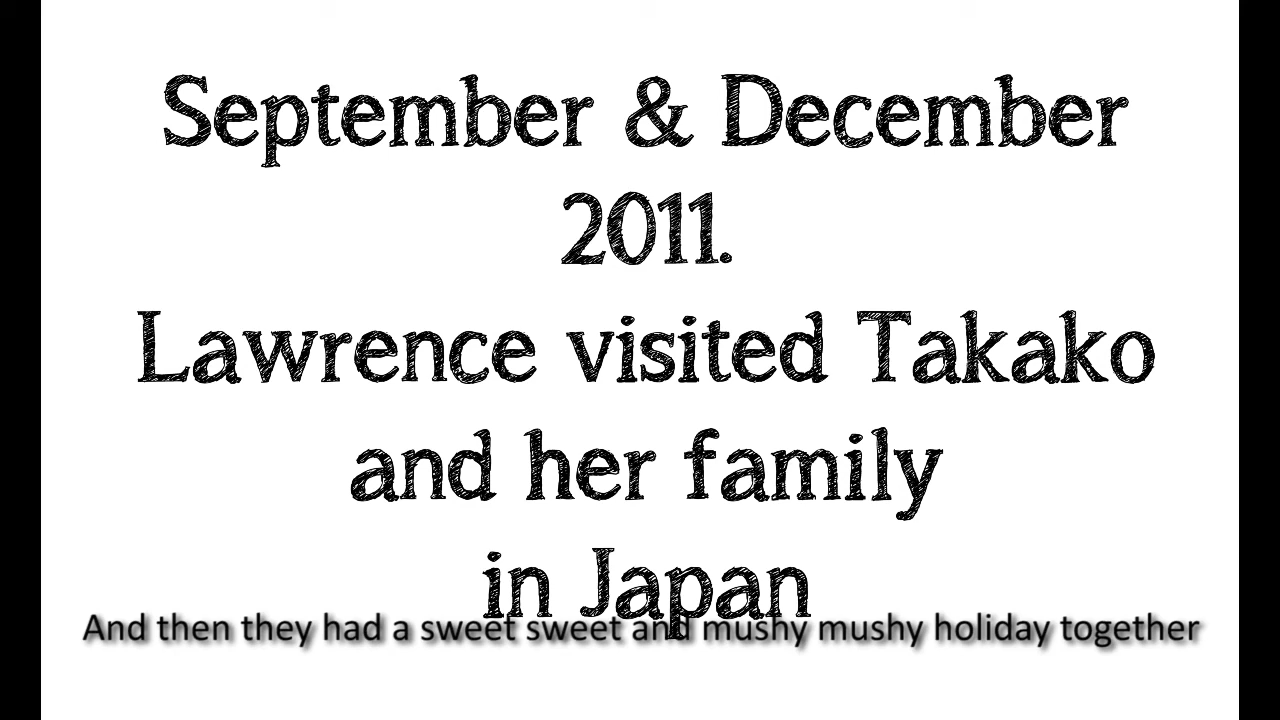 September & December
2011.
Lawrence visited Takako
and her family
in Japan
And then they had a sweet sweet and mushy mushy holiday together